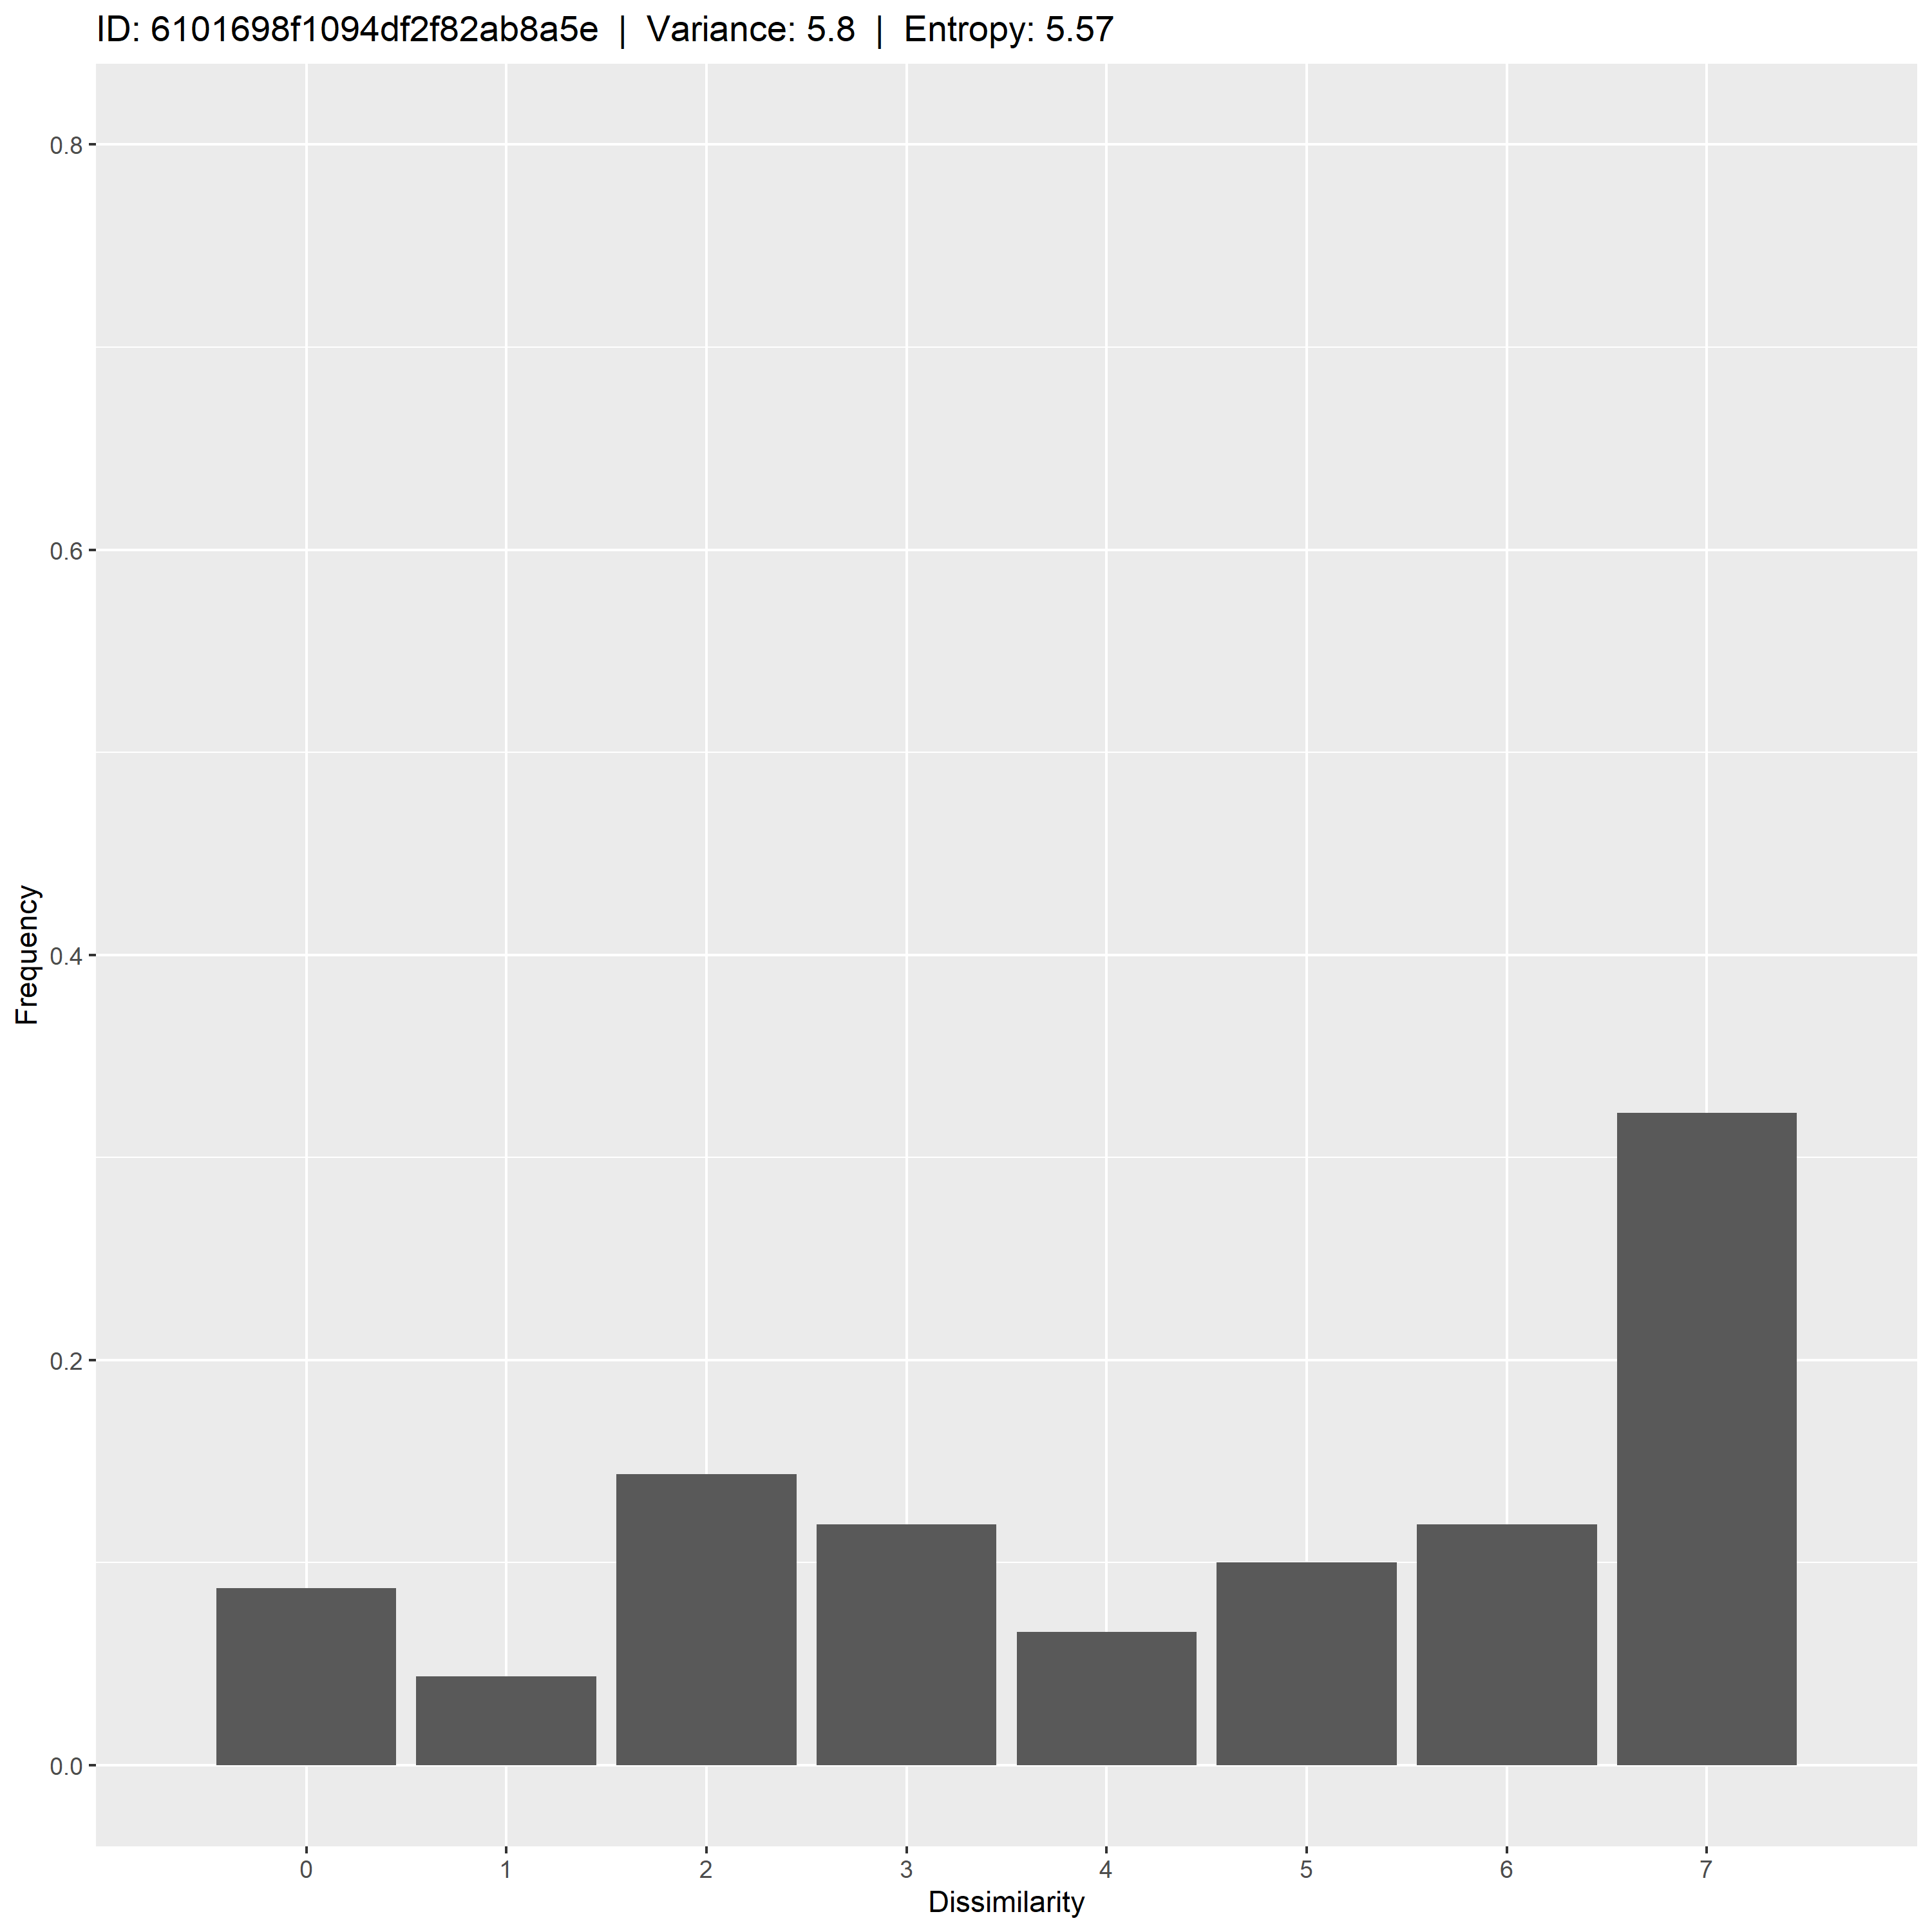 ID: 6101698f1094df2f82ab8a5e | Variance: 5.8 | Entropy: 5.57
Frequency
0.8
0.6
0.4
0.2
0.0
0 1 2 3 4 5 6 7
Dissimilarity